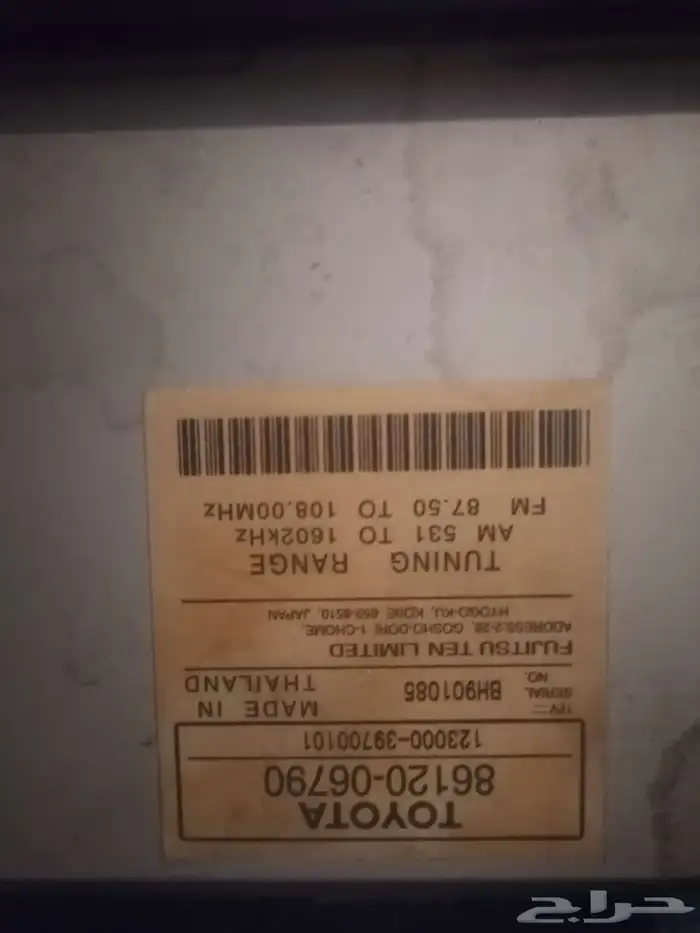 TOYOTA
86120-06790
123000-39700101
12V
SERIAL NO. BH901085
MADE IN THAILAND
FUJITSU TEN LIMITED
ADDRESS:2-28, GOSHO-DORI 1-CHOME,
HYOGO-KU, KOBE 652-8510, JAPAN
TUNING RANGE
AM 531 TO 1602kHz
FM 87.50 TO 108.00MHz
حراج